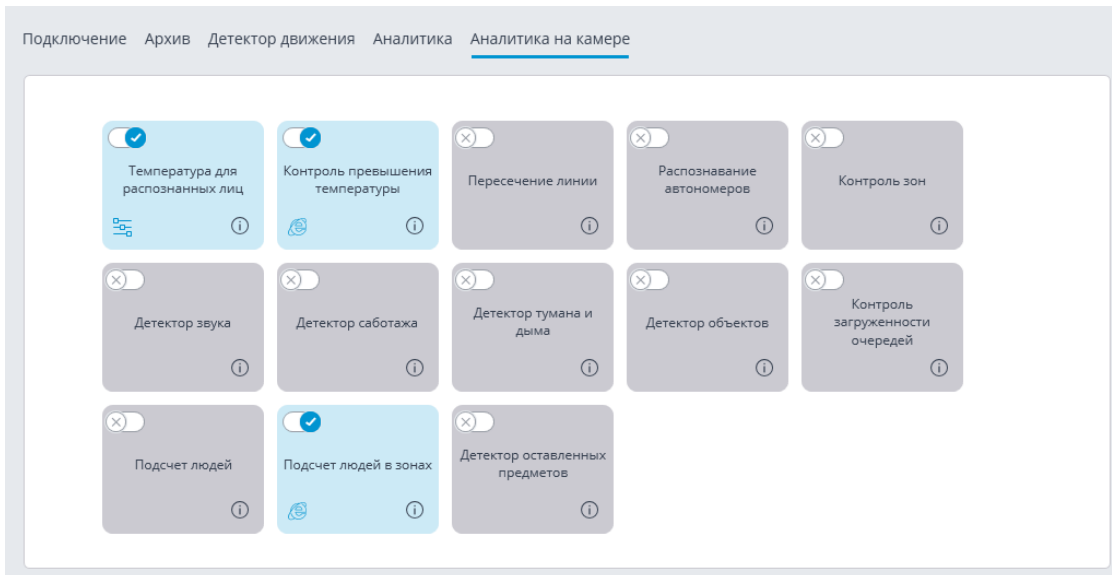 Подключение Архив Детектор движения Аналитика Аналитика на камере
Температура для
распознанных лиц
Контроль превышения
температуры
Пересечение линии
Распознавание
автономеров
Контроль зон
Детектор звука
Детектор саботажа
Детектор тумана и
дыма
Детектор объектов
Контроль
загруженности
очередей
Подсчет людей
Подсчет людей в зонах
Детектор оставленных
предметов